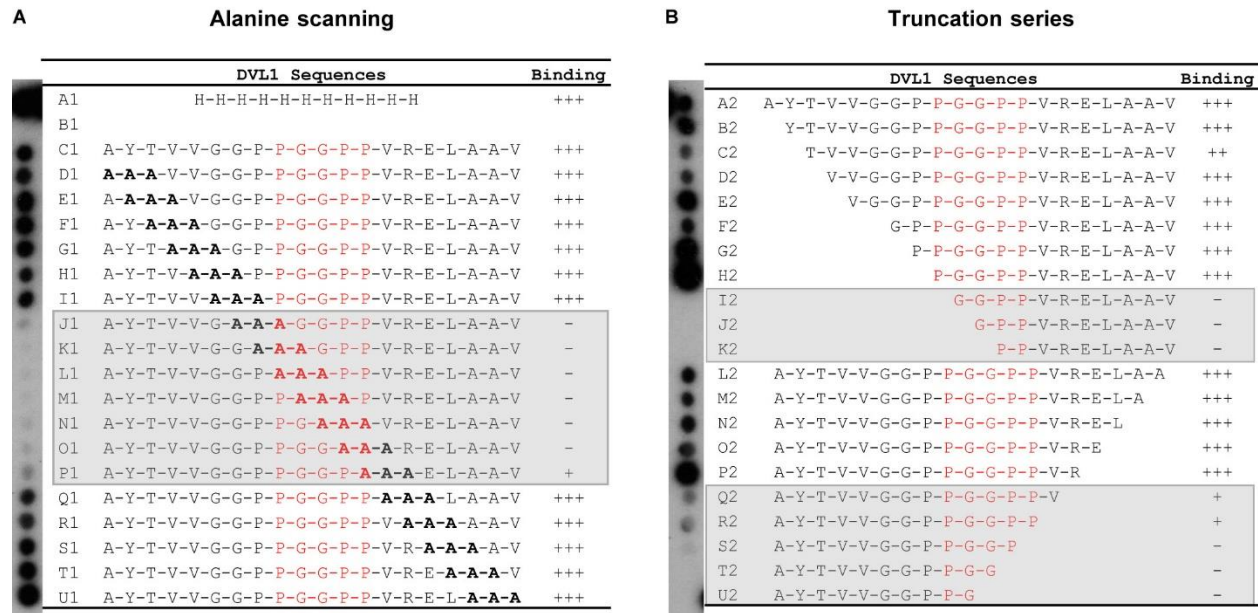 A
Alanine scanning
DVL1 Sequences Binding
A1 H-H-H-H-H-H-H-H-H-H-H +++
B1
C1 A-Y-T-V-V-G-G-P-P-G-G-P-P-V-R-E-L-A-A-V +++
D1 A-A-A-V-V-G-G-P-P-G-G-P-P-V-R-E-L-A-A-V +++
E1 A-A-A-A-V-G-G-P-P-G-G-P-P-V-R-E-L-A-A-V +++
F1 A-Y-A-A-A-G-G-P-P-G-G-P-P-V-R-E-L-A-A-V +++
G1 A-Y-T-A-A-A-G-P-P-G-G-P-P-V-R-E-L-A-A-V +++
H1 A-Y-T-V-A-A-A-P-P-G-G-P-P-V-R-E-L-A-A-V +++
I1 A-Y-T-V-V-A-A-A-P-G-G-P-P-V-R-E-L-A-A-V +++
J1 A-Y-T-V-V-G-A-A-A-G-G-P-P-V-R-E-L-A-A-V -
K1 A-Y-T-V-V-G-G-A-A-A-G-P-P-V-R-E-L-A-A-V -
L1 A-Y-T-V-V-G-G-P-A-A-A-P-P-V-R-E-L-A-A-V -
M1 A-Y-T-V-V-G-G-P-P-A-A-A-P-V-R-E-L-A-A-V -
N1 A-Y-T-V-V-G-G-P-P-G-A-A-A-V-R-E-L-A-A-V -
O1 A-Y-T-V-V-G-G-P-P-G-G-A-A-A-R-E-L-A-A-V -
P1 A-Y-T-V-V-G-G-P-P-G-G-P-A-A-A-E-L-A-A-V +
Q1 A-Y-T-V-V-G-G-P-P-G-G-P-P-A-A-A-L-A-A-V +++
R1 A-Y-T-V-V-G-G-P-P-G-G-P-P-V-A-A-A-A-A-V +++
S1 A-Y-T-V-V-G-G-P-P-G-G-P-P-V-R-A-A-A-A-V +++
T1 A-Y-T-V-V-G-G-P-P-G-G-P-P-V-R-E-A-A-A-V +++
U1 A-Y-T-V-V-G-G-P-P-G-G-P-P-V-R-E-L-A-A-A +++
B
Truncation series
DVL1 Sequences Binding
A2 A-Y-T-V-V-G-G-P-P-G-G-P-P-V-R-E-L-A-A-V +++
B2 Y-T-V-V-G-G-P-P-G-G-P-P-V-R-E-L-A-A-V +++
C2 T-V-V-G-G-P-P-G-G-P-P-V-R-E-L-A-A-V ++
D2 V-V-G-G-P-P-G-G-P-P-V-R-E-L-A-A-V +++
E2 V-G-G-P-P-G-G-P-P-V-R-E-L-A-A-V +++
F2 G-P-P-G-G-P-P-V-R-E-L-A-A-V +++
G2 P-P-G-G-P-P-V-R-E-L-A-A-V +++
H2 P-G-G-P-P-V-R-E-L-A-A-V +++
I2 G-G-P-P-V-R-E-L-A-A-V -
J2 G-P-P-V-R-E-L-A-A-V -
K2 P-P-V-R-E-L-A-A-V -
L2 A-Y-T-V-V-G-G-P-P-G-G-P-P-V-R-E-L-A-A +++
M2 A-Y-T-V-V-G-G-P-P-G-G-P-P-V-R-E-L-A +++
N2 A-Y-T-V-V-G-G-P-P-G-G-P-P-V-R-E-L +++
O2 A-Y-T-V-V-G-G-P-P-G-G-P-P-V-R-E +++
P2 A-Y-T-V-V-G-G-P-P-G-G-P-P-V-R +++
Q2 A-Y-T-V-V-G-G-P-P-G-G-P-P-V +
R2 A-Y-T-V-V-G-G-P-P-G-G-P-P +
S2 A-Y-T-V-V-G-G-P-P-G-G-P -
T2 A-Y-T-V-V-G-G-P-P-G-G -
U2 A-Y-T-V-V-G-G-P-P-G -